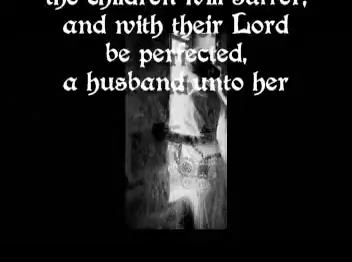 the children will suffer,
and with their Lord
be perfected,
a husband unto her